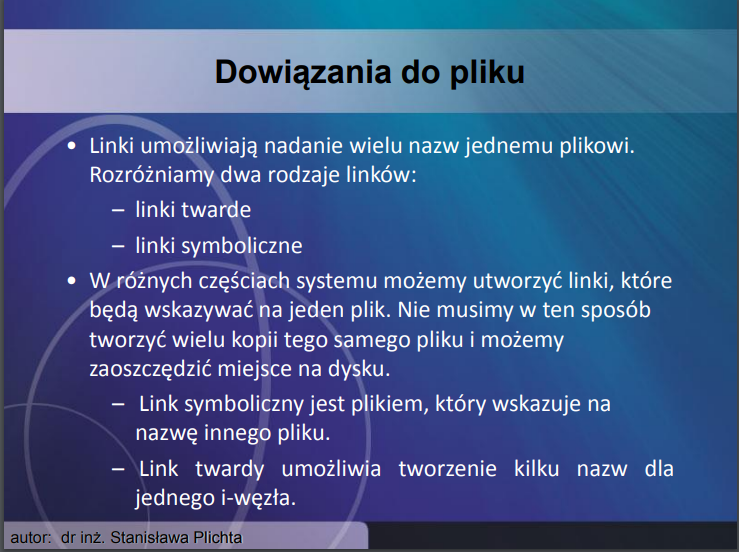 Dowiązania do pliku
• Linki umożliwiają nadanie wielu nazw jednemu plikowi.
Rozróżniamy dwa rodzaje linków:
– linki twarde
– linki symboliczne
• W różnych częściach systemu możemy utworzyć linki, które
będą wskazywać na jeden plik. Nie musimy w ten sposób
tworzyć wielu kopii tego samego pliku i możemy
zaoszczędzić miejsce na dysku.
– Link symboliczny jest plikiem, który wskazuje na
nazwę innego pliku.
– Link twardy umożliwia tworzenie kilku nazw dla
jednego i-węzła.
autor: dr inż. Stanisława Plichta